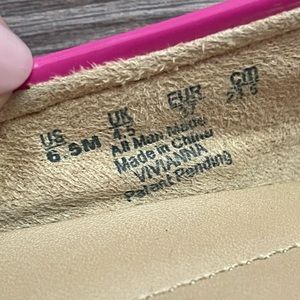 US UK EUR cm
6.5M 4.5 37 23.5
All Man Made
Made in China
VIVIANNA
Patent Pending